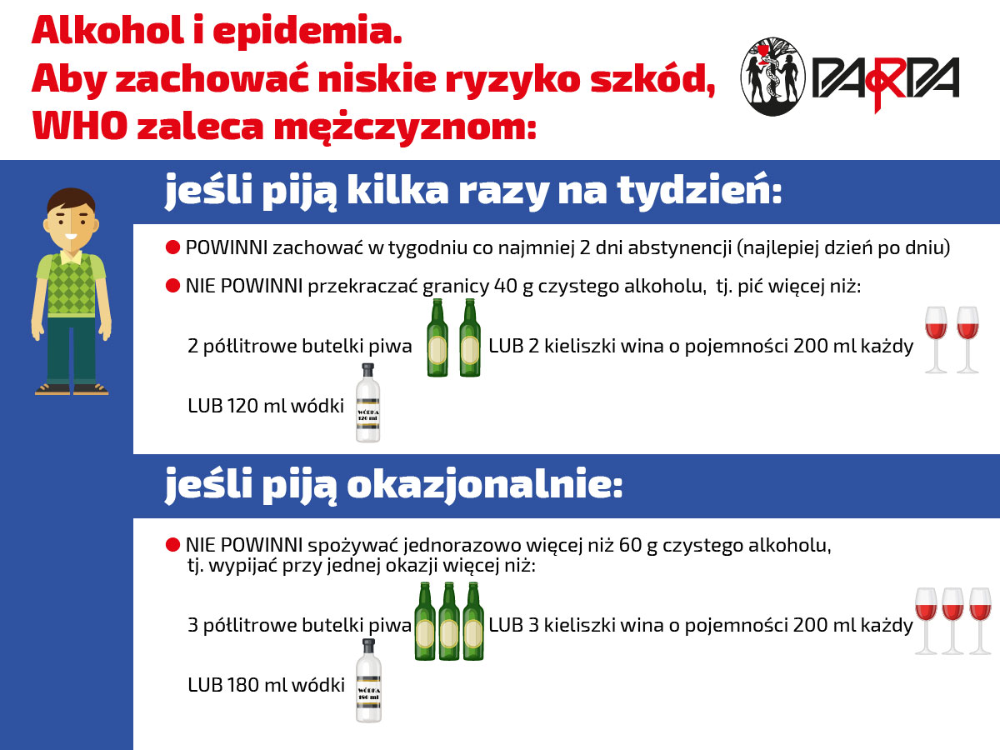 Alkohol i epidemia.
Aby zachować niskie ryzyko szkód,
WHO zaleca mężczyznom:
PARPA
jeśli piją kilka razy na tydzień:
POWINNI zachować w tygodniu co najmniej 2 dni abstynencji (najlepiej dzień po dniu)
NIE POWINNI przekraczać granicy 40 g czystego alkoholu, tj. pić więcej niż:
2 półlitrowe butelki piwa LUB 2 kieliszki wina o pojemności 200 ml każdy
LUB 120 ml wódki
WÓDKA
120 ml
jeśli piją okazjonalnie:
NIE POWINNI spożywać jednorazowo więcej niż 60 g czystego alkoholu,
tj. wypijać przy jednej okazji więcej niż:
3 półlitrowe butelki piwa LUB 3 kieliszki wina o pojemności 200 ml każdy
LUB 180 ml wódki
WÓDKA
180 ml